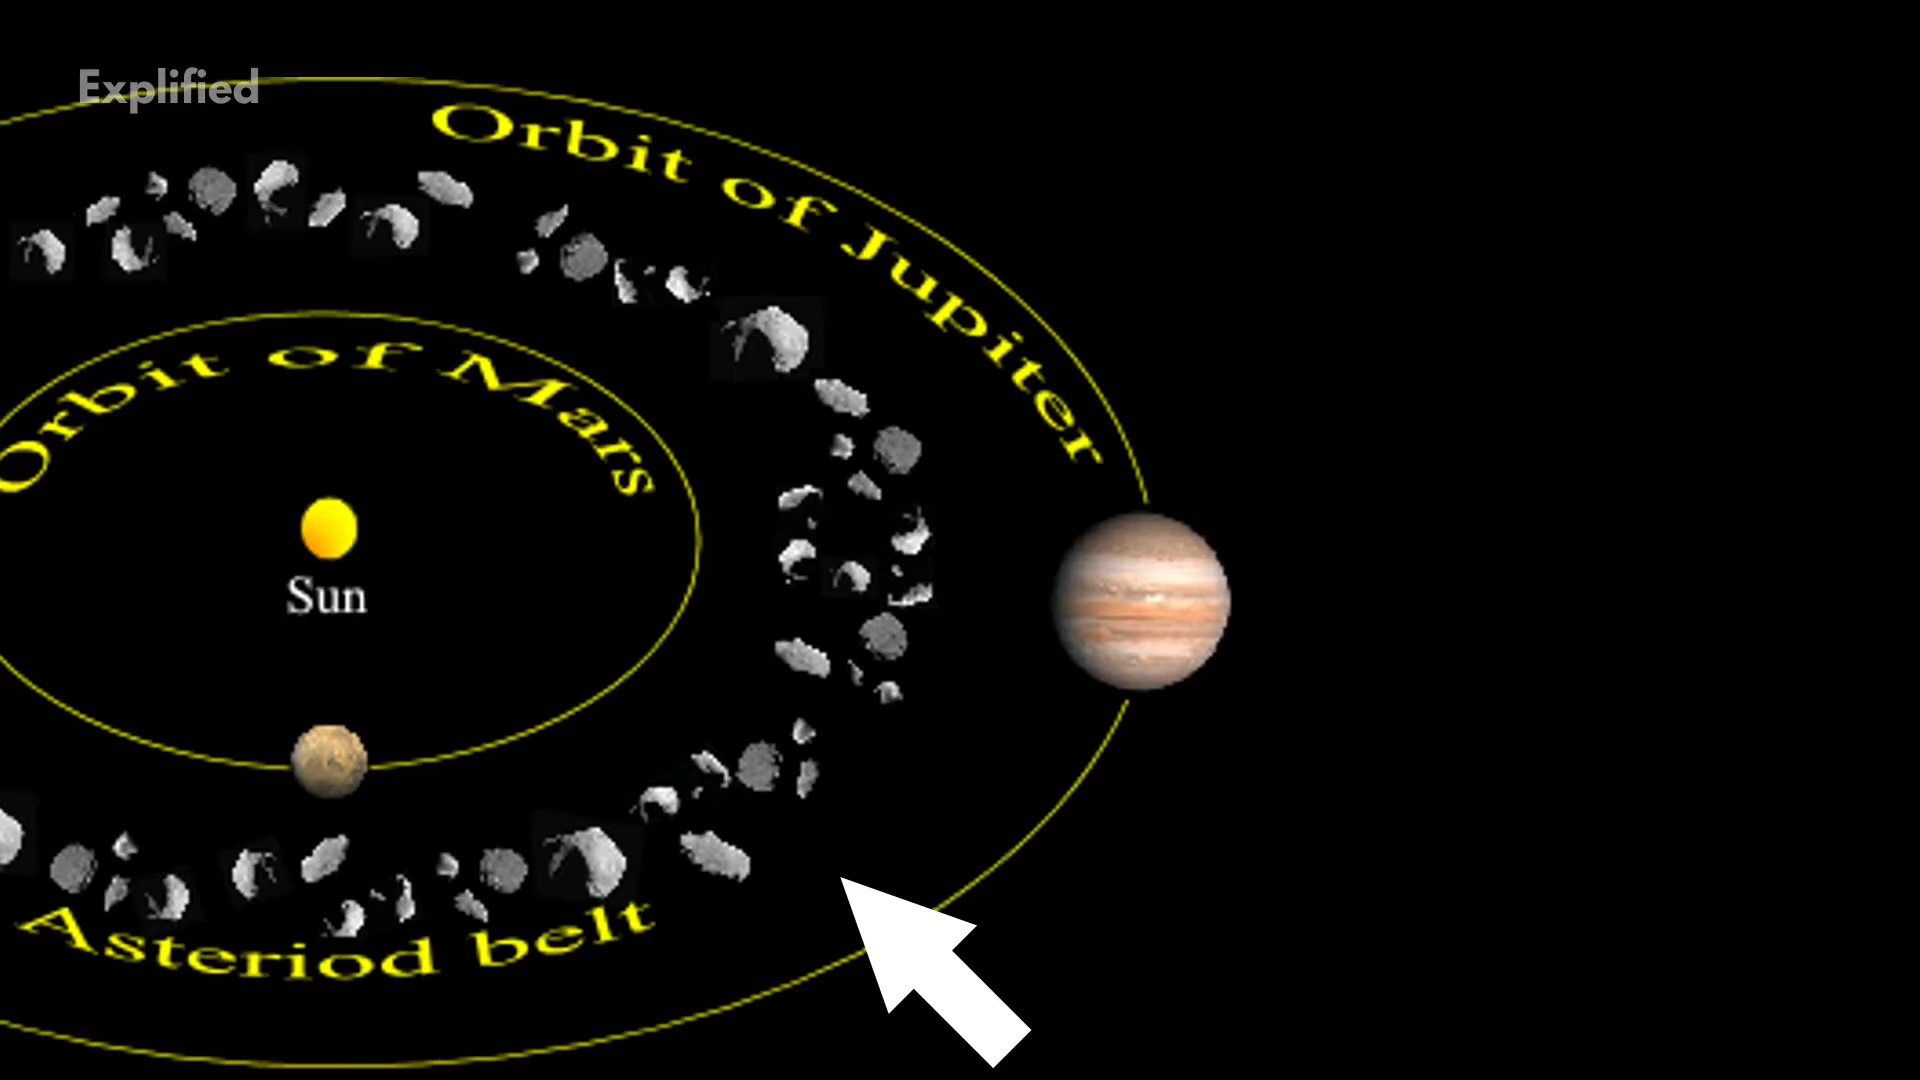 Explified
Orbit of Jupiter
Orbit of Mars
Sun
Asteriod belt